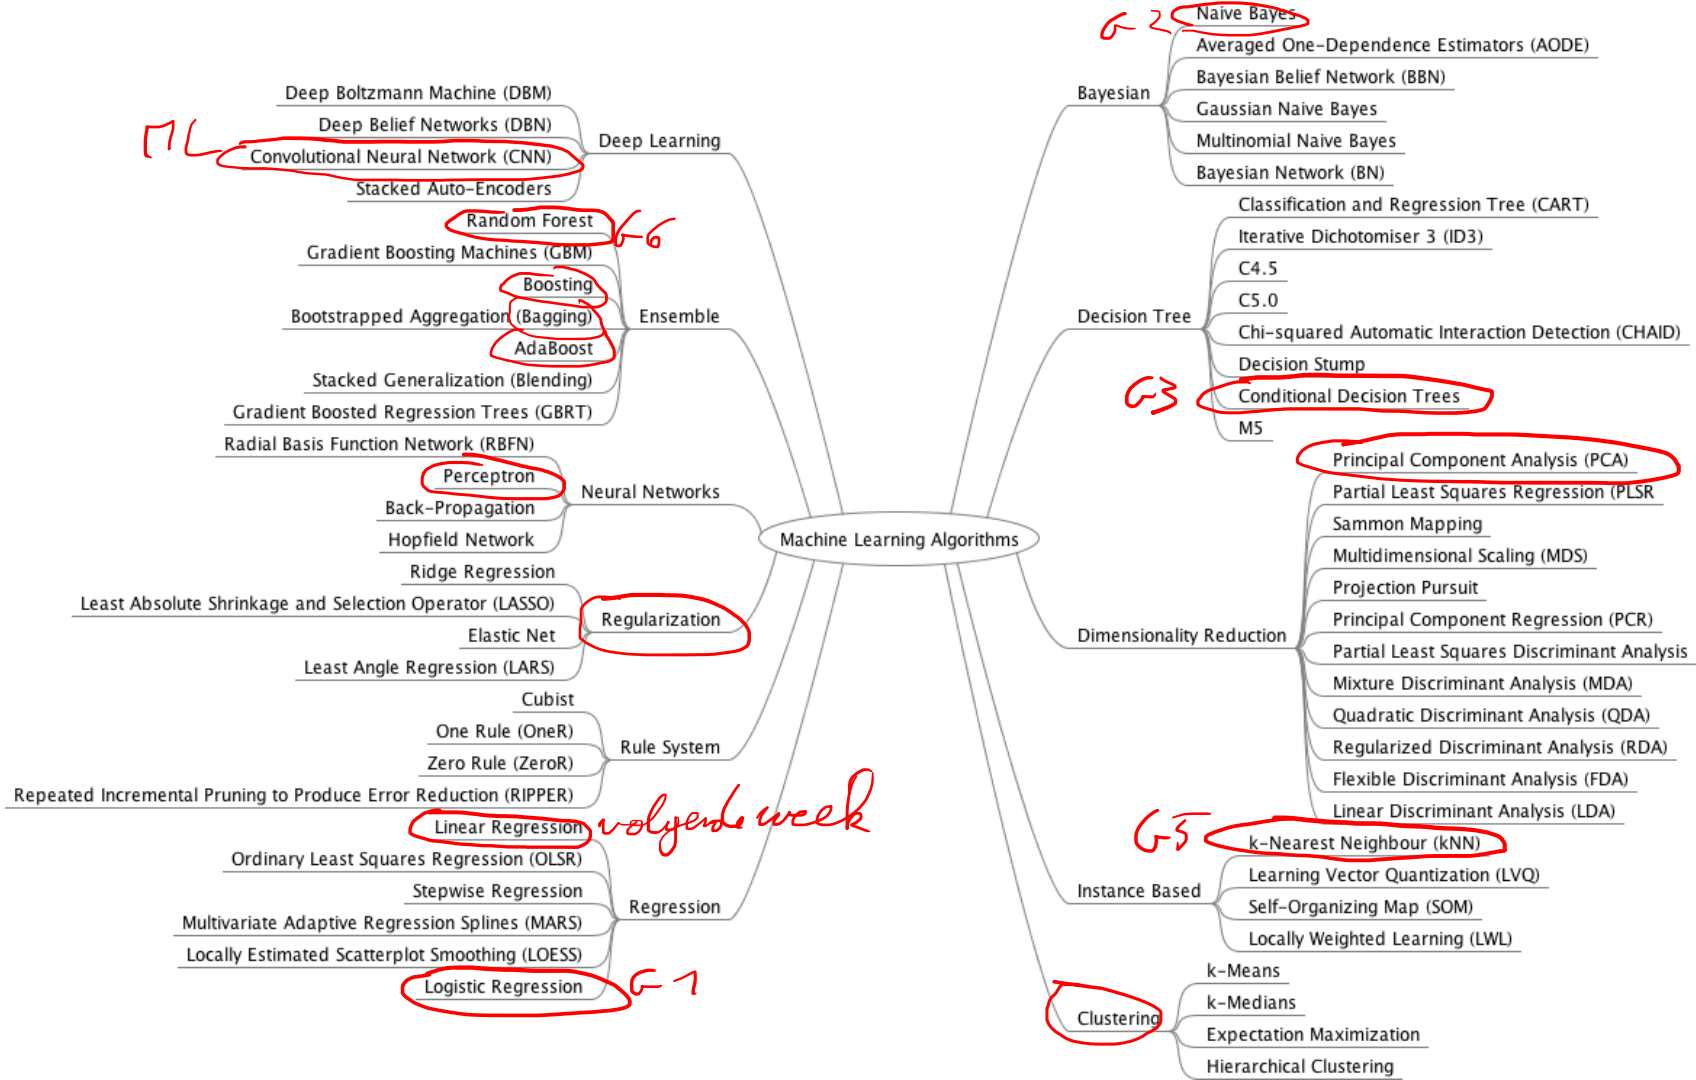 G2
Naive Bayes
Averaged One-Dependence Estimators (AODE)
Bayesian Belief Network (BBN)
Bayesian
Gaussian Naive Bayes
Multinomial Naive Bayes
Bayesian Network (BN)
Deep Boltzmann Machine (DBM)
Deep Belief Networks (DBN)
Deep Learning
ML
Convolutional Neural Network (CNN)
Stacked Auto-Encoders
Random Forest
G6
Gradient Boosting Machines (GBM)
Boosting
Bootstrapped Aggregation (Bagging)
Ensemble
AdaBoost
Stacked Generalization (Blending)
Gradient Boosted Regression Trees (GBRT)
Radial Basis Function Network (RBFN)
Perceptron
Neural Networks
Back-Propagation
Hopfield Network
Ridge Regression
Least Absolute Shrinkage and Selection Operator (LASSO)
Regularization
Elastic Net
Least Angle Regression (LARS)
Cubist
One Rule (OneR)
Rule System
Zero Rule (ZeroR)
Repeated Incremental Pruning to Produce Error Reduction (RIPPER)
Linear Regression
volgende week
Ordinary Least Squares Regression (OLSR)
Stepwise Regression
Regression
Multivariate Adaptive Regression Splines (MARS)
Locally Estimated Scatterplot Smoothing (LOESS)
Logistic Regression
G1
Machine Learning Algorithms
Classification and Regression Tree (CART)
Iterative Dichotomiser 3 (ID3)
C4.5
C5.0
Decision Tree
Chi-squared Automatic Interaction Detection (CHAID)
Decision Stump
G3
Conditional Decision Trees
M5
Principal Component Analysis (PCA)
Partial Least Squares Regression (PLSR
Sammon Mapping
Multidimensional Scaling (MDS)
Projection Pursuit
Principal Component Regression (PCR)
Dimensionality Reduction
Partial Least Squares Discriminant Analysis
Mixture Discriminant Analysis (MDA)
Quadratic Discriminant Analysis (QDA)
Regularized Discriminant Analysis (RDA)
Flexible Discriminant Analysis (FDA)
Linear Discriminant Analysis (LDA)
G5
k-Nearest Neighbour (kNN)
Learning Vector Quantization (LVQ)
Instance Based
Self-Organizing Map (SOM)
Locally Weighted Learning (LWL)
k-Means
k-Medians
Clustering
Expectation Maximization
Hierarchical Clustering